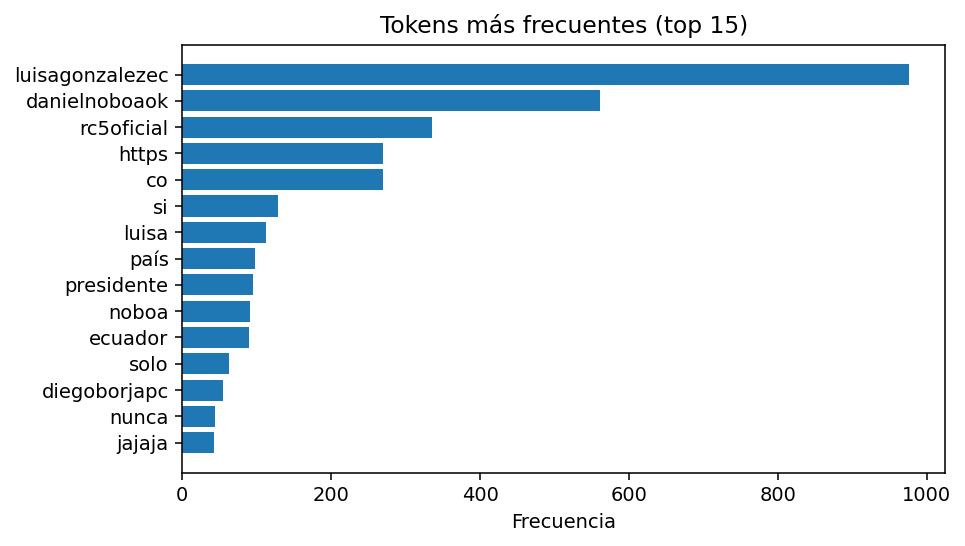 Tokens más frecuentes (top 15)
luisagonzalezec
danielnoboaok
rc5oficial
https
co
si
luisa
país
presidente
noboa
ecuador
solo
diegoborjapc
nunca
jajaja
0 200 400 600 800 1000
Frecuencia